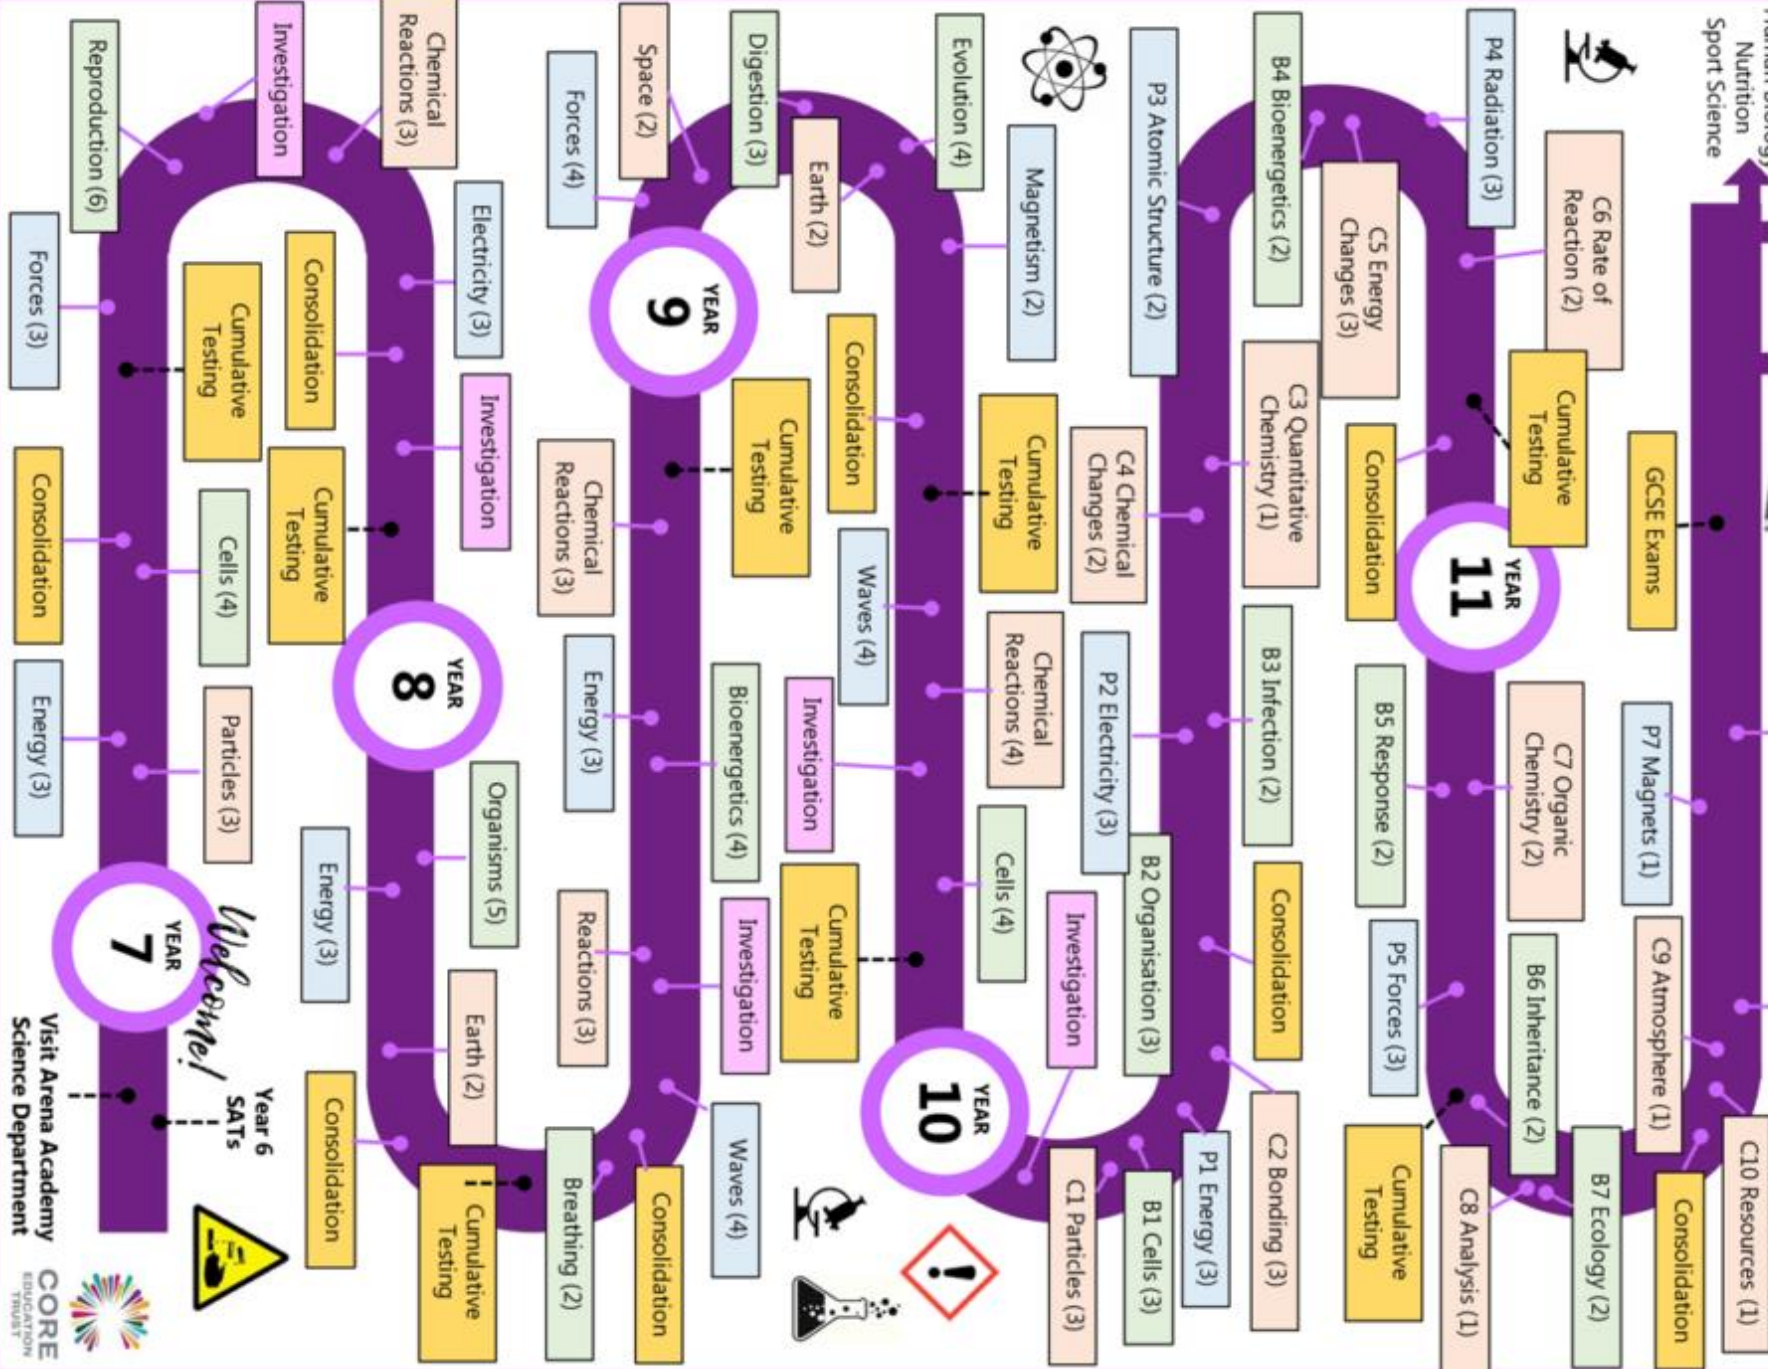 Nutrition
Sport Science
C10 Resources (1)
GCSE Exams
P7 Magnets (1)
C9 Atmosphere (1)
Consolidation
C6 Rate of
Reaction (2)
Cumulative
Testing
B7 Ecology (2)
P4 Radiation (3)
YEAR
11
C7 Organic
Chemistry (2)
B6 Inheritance (2)
C8 Analysis (1)
C5 Energy
Changes (3)
Consolidation
B5 Response (2)
P5 Forces (3)
Cumulative
Testing
B4 Bioenergetics (2)
C3 Quantitative
Chemistry (1)
B3 Infection (2)
Consolidation
C2 Bonding (3)
P3 Atomic Structure (2)
C4 Chemical
Changes (2)
P2 Electricity (3)
B2 Organisation (3)
P1 Energy (3)
B1 Cells (3)
Investigation
C1 Particles (3)
Magnetism (2)
Cumulative
Testing
Chemical
Reactions (4)
Cells (4)
YEAR
10
Evolution (4)
Earth (2)
Consolidation
Waves (4)
Investigation
Cumulative
Testing
Digestion (3)
Cumulative
Testing
Bioenergetics (4)
Investigation
Waves (4)
YEAR
9
Space (2)
Forces (4)
Chemical
Reactions (3)
Energy (3)
Reactions (3)
Consolidation
Breathing (2)
Chemical
Reactions (3)
Electricity (3)
Investigation
Organisms (5)
Earth (2)
Cumulative
Testing
YEAR
8
Investigation
Consolidation
Cumulative
Testing
Energy (3)
Consolidation
Reproduction (6)
Cumulative
Testing
Cells (4)
Particles (3)
Welcome!
Year 6
SATs
YEAR
7
Forces (3)
Consolidation
Energy (3)
Visit Arena Academy
Science Department
CORE
EDUCATION
TRUST